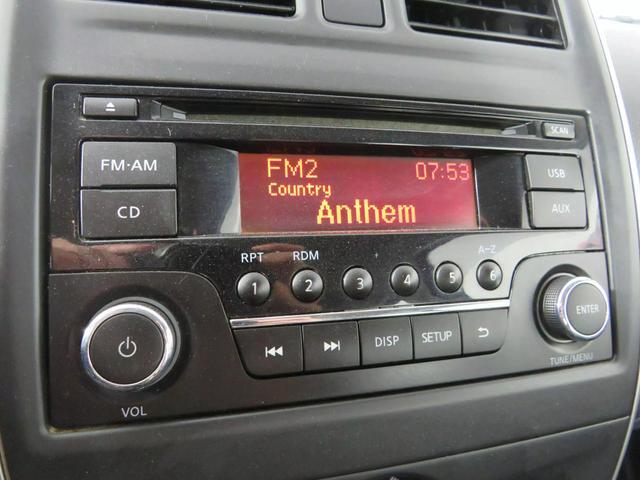 SCAN
FM·AM
CD
FM2 07:53
Country
Anthem
USB
AUX
RPT RDM A-Z
1 2 3 4 5 6
DISP SETUP
ENTER
VOL
TUNE/MENU